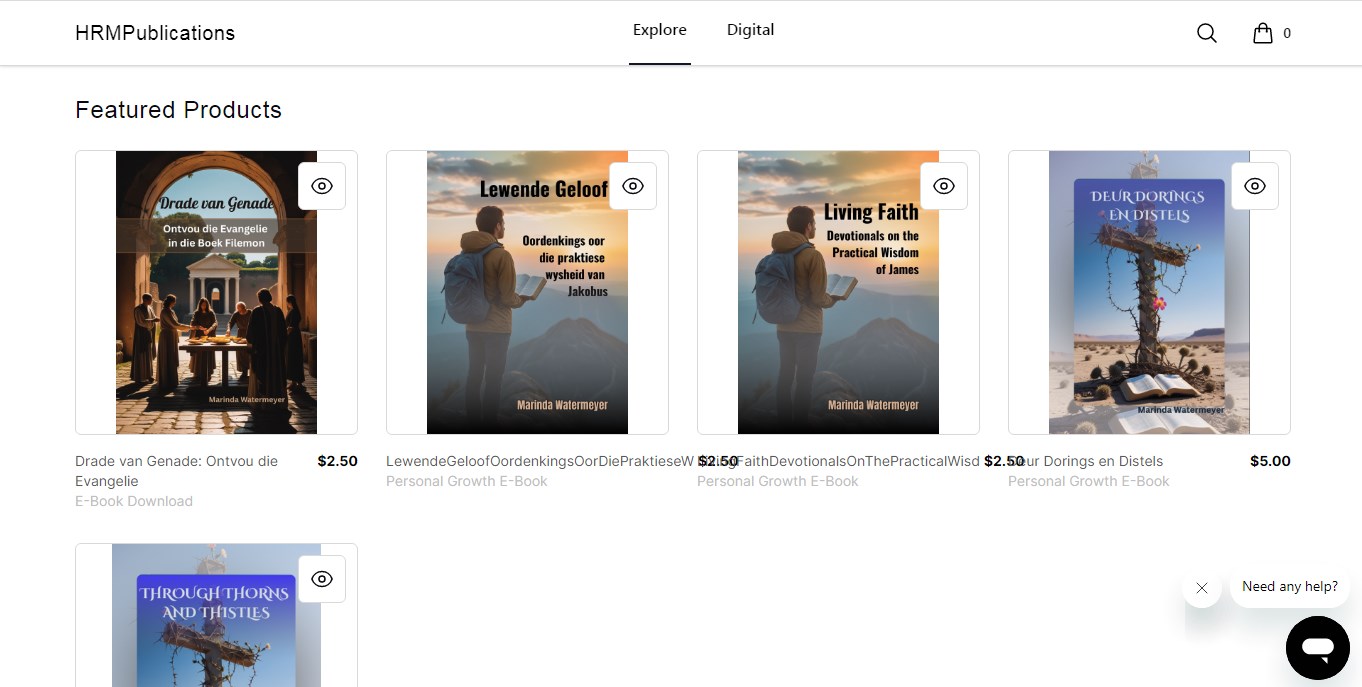 HRMPublications
Explore
Digital
0
Featured Products
Drade van Genade
Ontvou die Evangelie
in die Boek Filemon
Marinda Watermeyer
Lewende Geloof
Oordenkings oor
die praktiese
wysheid van
Jakobus
Marinda Watermeyer
Living Faith
Devotionals on the
Practical Wisdom
of James
Marinda Watermeyer
DEUR DORINGS
EN DISTELS
Marinda Watermeyer
Drade van Genade: Ontvou die
Evangelie
$2.50
E-Book Download
LewendeGeloofOordenkingsOorDiePraktieseW
$2.50
Personal Growth E-Book
FaithDevotionalsOnThePracticalWisd
$2.50
Personal Growth E-Book
Deur Dorings en Distels
$5.00
Personal Growth E-Book
THROUGH THORNS
AND THISTLES
Need any help?